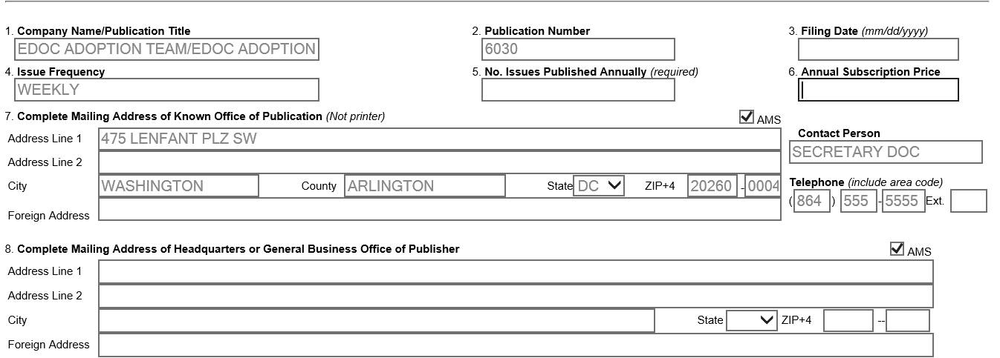 1. Company Name/Publication Title
EDOC ADOPTION TEAM/EDOC ADOPTION
2. Publication Number
6030
3. Filing Date (mm/dd/yyyy)
4. Issue Frequency
WEEKLY
5. No. Issues Published Annually (required)
6. Annual Subscription Price
7. Complete Mailing Address of Known Office of Publication (Not printer)
AMS
Address Line 1 475 LENFANT PLZ SW
Address Line 2
City WASHINGTON County ARLINGTON State DC ZIP+4 20260 - 0004
Foreign Address
Contact Person
SECRETARY DOC
Telephone (include area code)
( 864 ) 555 - 5555 Ext.
8. Complete Mailing Address of Headquarters or General Business Office of Publisher
AMS
Address Line 1
Address Line 2
City State ZIP+4 --
Foreign Address